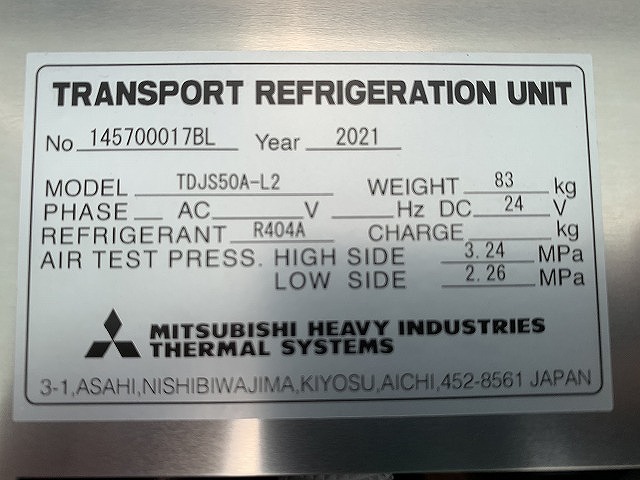 TRANSPORT REFRIGERATION UNIT
No 145700017BL Year 2021
MODEL TDJS50A-L2 WEIGHT 83 kg
PHASE AC V Hz DC 24 V
REFRIGERANT R404A CHARGE kg
AIR TEST PRESS. HIGH SIDE 3.24 MPa
LOW SIDE 2.26 MPa
MITSUBISHI HEAVY INDUSTRIES
THERMAL SYSTEMS
3-1,ASAHI,NISHIBIWAJIMA,KIYOSU,AICHI,452-8561 JAPAN